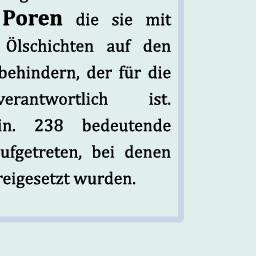 Poren die sie mit
Ölschichten auf den
behindern, der für die
verantwortlich ist.
in. 238 bedeutende
ufgetreten, bei denen
reigesetzt wurden.